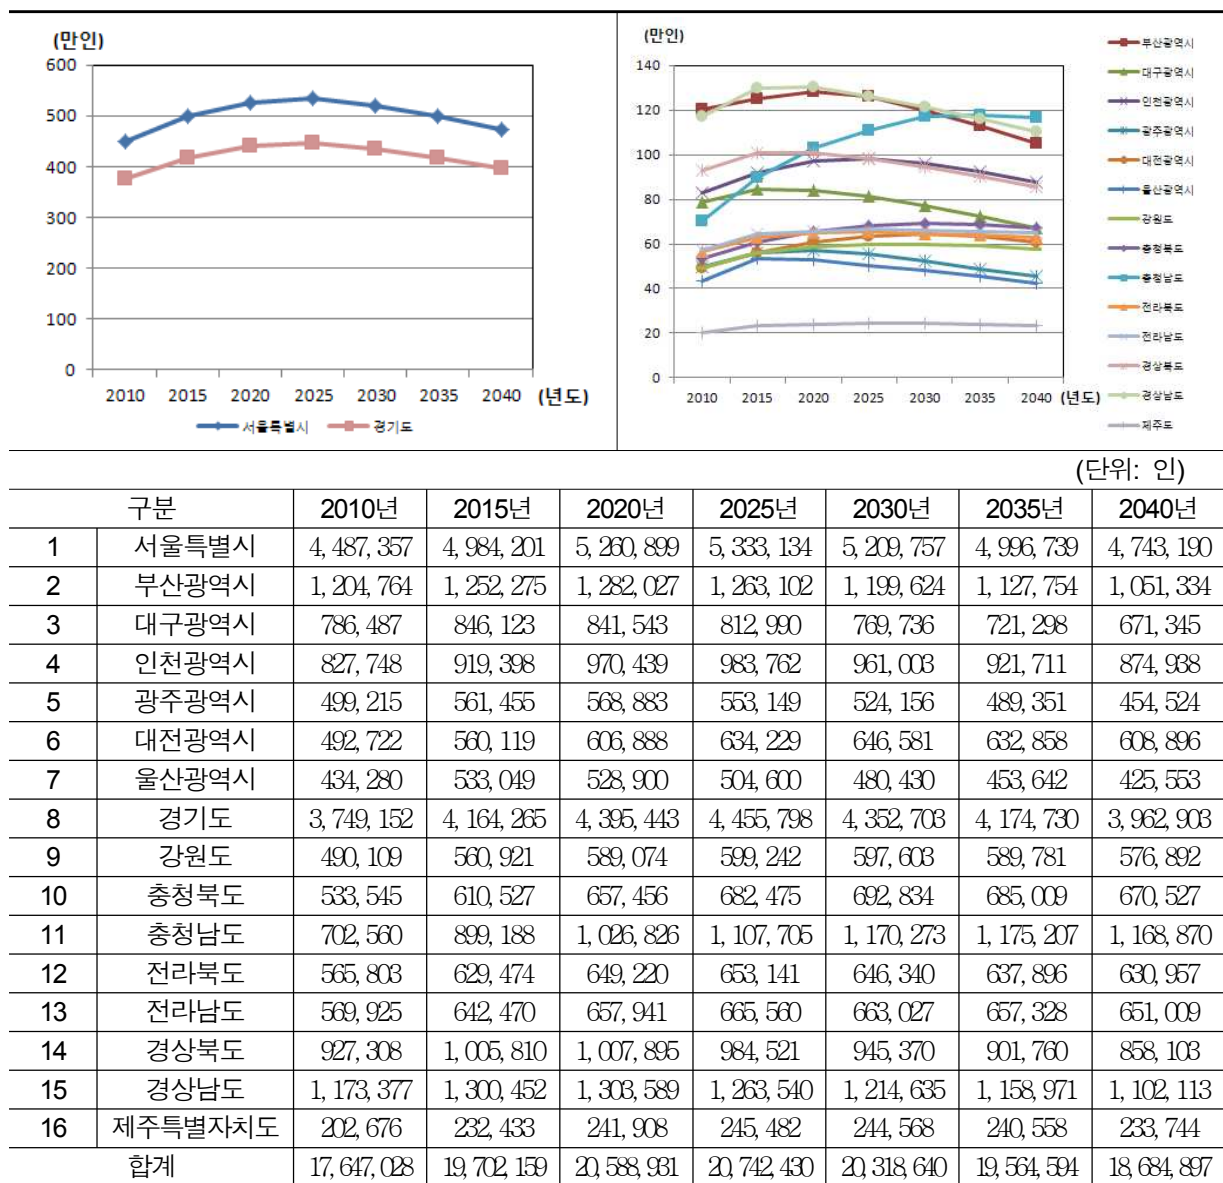 (만인)
600
500
400
300
200
100
0
2010 2015 2020 2025 2030 2035 2040 (년도)
서울특별시 경기도
(만인)
140
120
100
80
60
40
20
0
2010 2015 2020 2025 2030 2035 2040 (년도)
부산광역시
대구광역시
인천광역시
광주광역시
대전광역시
울산광역시
강원도
충청북도
충청남도
전라북도
전라남도
경상북도
경상남도
제주도
(단위: 인)
구분 2010년 2015년 2020년 2025년 2030년 2035년 2040년
1 서울특별시 4,487,357 4,984,201 5,260,899 5,333,134 5,209,757 4,996,739 4,743,190
2 부산광역시 1,204,764 1,252,275 1,282,027 1,263,102 1,199,624 1,127,754 1,051,334
3 대구광역시 786,487 846,123 841,543 812,990 769,736 721,298 671,345
4 인천광역시 827,748 919,398 970,439 983,762 961,003 921,711 874,938
5 광주광역시 499,215 561,455 568,883 553,149 524,156 489,351 454,524
6 대전광역시 492,722 560,119 606,888 634,229 646,581 632,858 608,896
7 울산광역시 434,280 533,049 528,900 504,600 480,430 453,642 425,553
8 경기도 3,749,152 4,164,265 4,395,443 4,455,798 4,352,703 4,174,730 3,962,903
9 강원도 490,109 560,921 589,074 599,242 597,603 589,781 576,892
10 충청북도 533,545 610,527 657,456 682,475 692,834 685,009 670,527
11 충청남도 702,560 899,188 1,026,826 1,107,705 1,170,273 1,175,207 1,168,870
12 전라북도 565,803 629,474 649,220 653,141 646,340 637,896 630,957
13 전라남도 569,925 642,470 657,941 665,560 663,027 657,328 651,009
14 경상북도 927,308 1,005,810 1,007,895 984,521 945,370 901,760 858,103
15 경상남도 1,173,377 1,300,452 1,303,589 1,263,540 1,214,635 1,158,971 1,102,113
16 제주특별자치도 202,676 232,433 241,908 245,482 244,568 240,558 233,744
합계 17,647,028 19,702,159 20,588,931 20,742,430 20,318,640 19,564,594 18,684,897